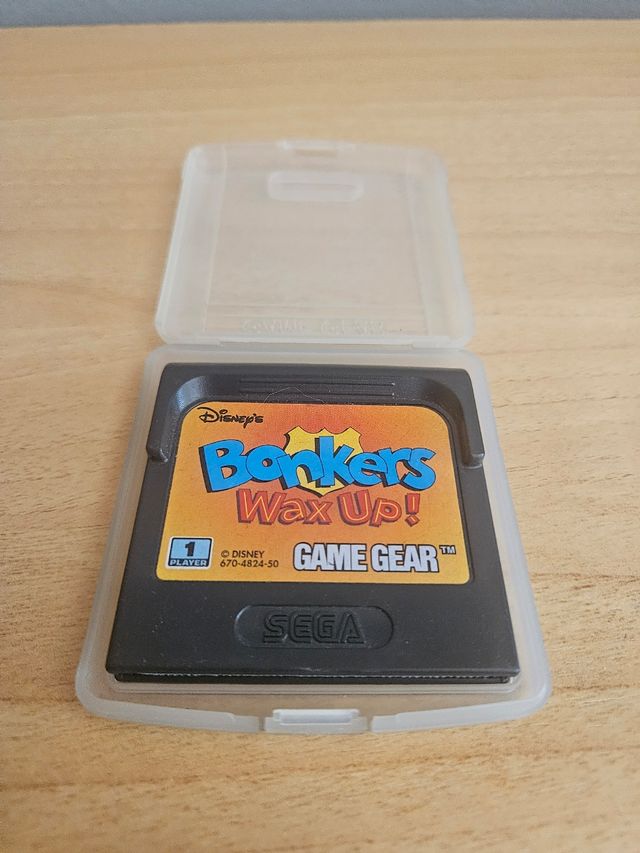 Disney's
Bonkers
Wax Up!
1
PLAYER
© DISNEY
670-4824-50
GAME GEAR™
SEGA